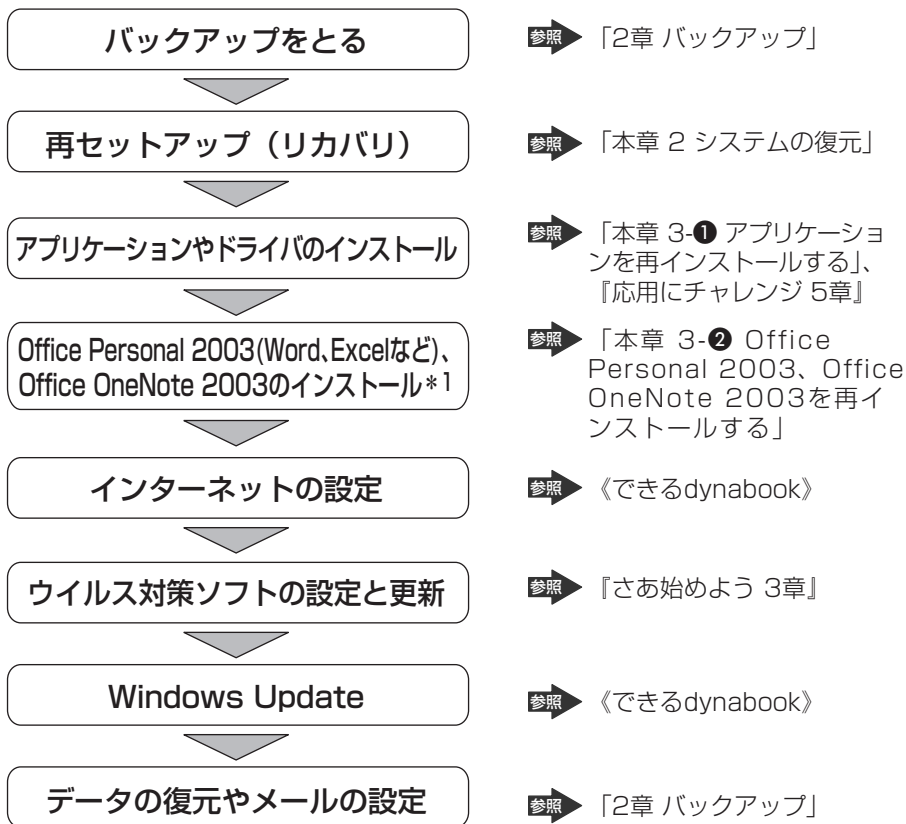 バックアップをとる
参照 「2章 バックアップ」
再セットアップ（リカバリ）
参照 「本章 2 システムの復元」
アプリケーションやドライバのインストール
参照 「本章 3-❶ アプリケーショ
ンを再インストールする」、
『応用にチャレンジ 5章』
Office Personal 2003(Word、Excelなど)、
Office OneNote 2003のインストール*1
参照 「本章 3-❷ Office
Personal 2003、Office
OneNote 2003を再イ
ンストールする」
インターネットの設定
参照 《できるdynabook》
ウイルス対策ソフトの設定と更新
参照 『さあ始めよう 3章』
Windows Update
参照 《できるdynabook》
データの復元やメールの設定
参照 「2章 バックアップ」